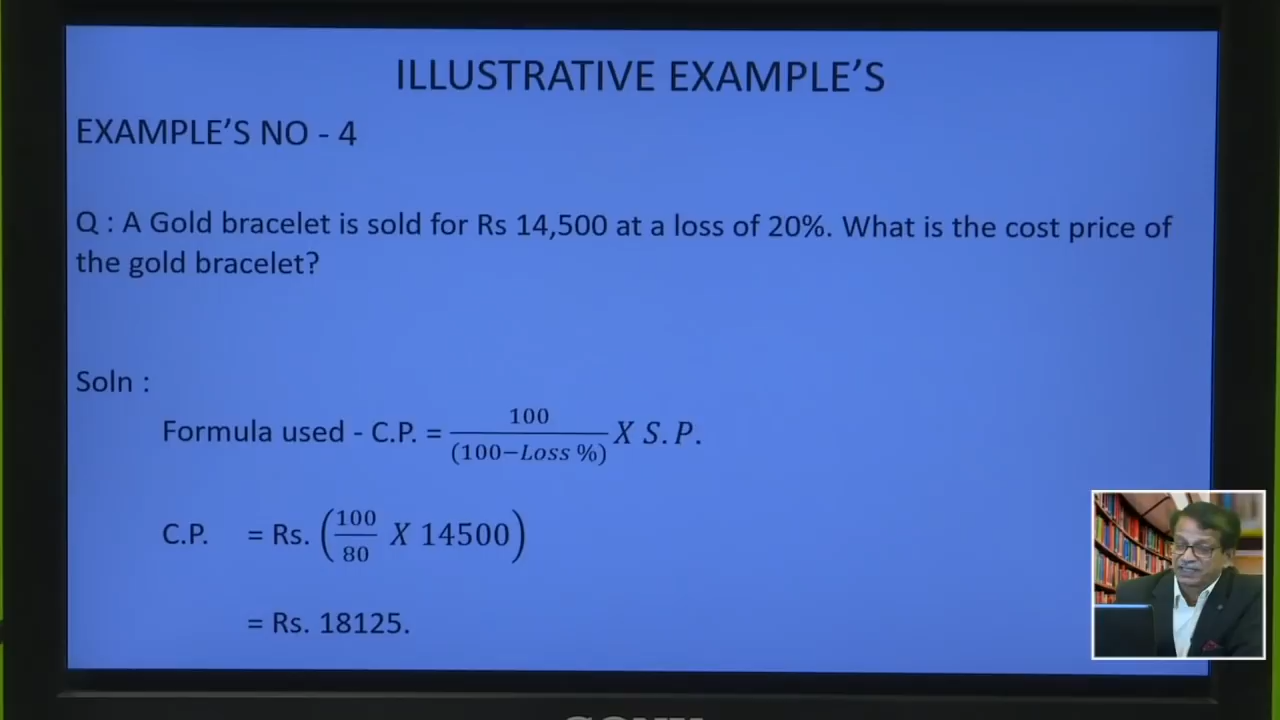 ILLUSTRATIVE EXAMPLE’S
EXAMPLE’S NO - 4
Q : A Gold bracelet is sold for Rs 14,500 at a loss of 20%. What is the cost price of
the gold bracelet?
Soln :
Formula used - C.P. = 100/(100−Loss %) X S.P.
C.P. = Rs. (100/80 X 14500)
= Rs. 18125.